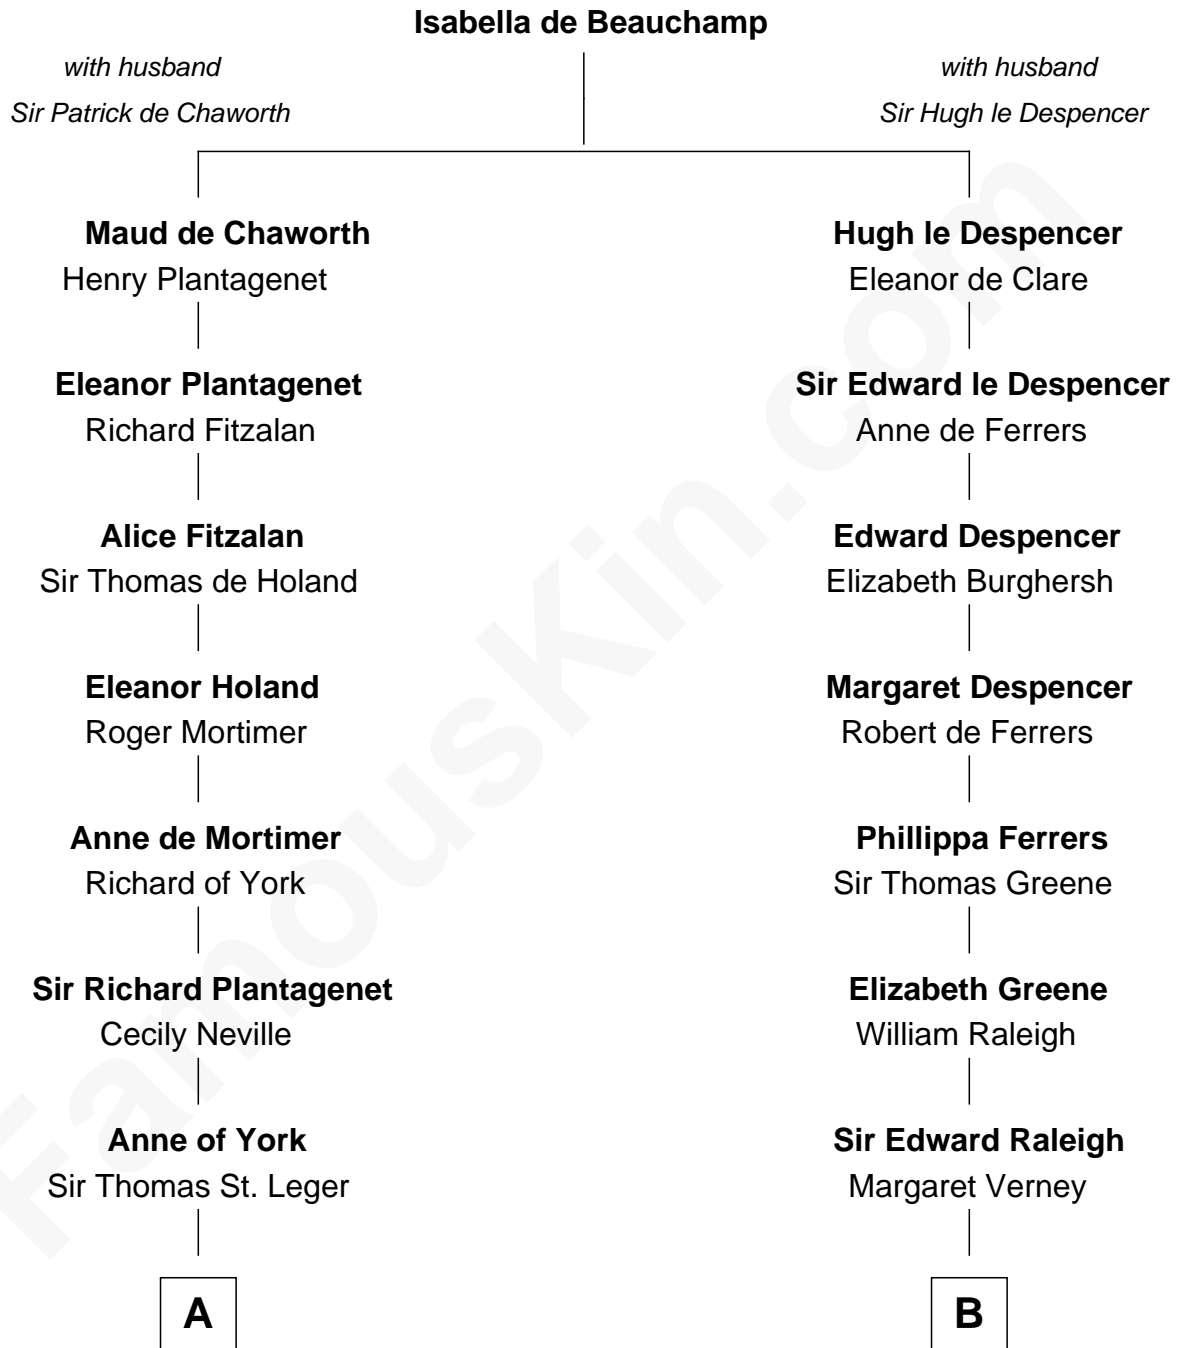 Isabella de Beauchamp
with husband
Sir Patrick de Chaworth
with husband
Sir Hugh le Despencer
Maud de Chaworth
Henry Plantagenet
Eleanor Plantagenet
Richard Fitzalan
Alice Fitzalan
Sir Thomas de Holand
Eleanor Holand
Roger Mortimer
Anne de Mortimer
Richard of York
Sir Richard Plantagenet
Cecily Neville
Anne of York
Sir Thomas St. Leger
A
Hugh le Despencer
Eleanor de Clare
Sir Edward le Despencer
Anne de Ferrers
Edward Despencer
Elizabeth Burghersh
Margaret Despencer
Robert de Ferrers
Phillippa Ferrers
Sir Thomas Greene
Elizabeth Greene
William Raleigh
Sir Edward Raleigh
Margaret Verney
B
FamousKin.com